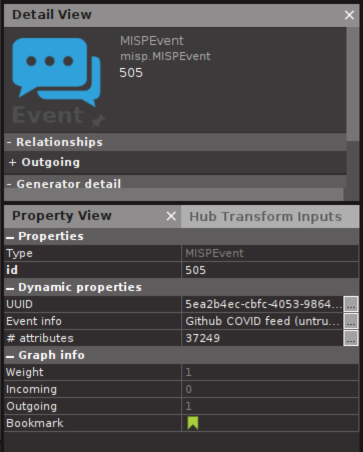 Detail View
MISPEvent
misp.MISPEvent
505
Event
- Relationships
+ Outgoing
- Generator detail
Property View
Hub Transform Inputs
Properties
Type MISPEvent
id 505
Dynamic properties
UUID 5ea2b4ec-cbfc-4053-9864... ...
Event info Github COVID feed (untru... ...
# attributes 37249 ...
Graph info
Weight 1
Incoming 0
Outgoing 1
Bookmark